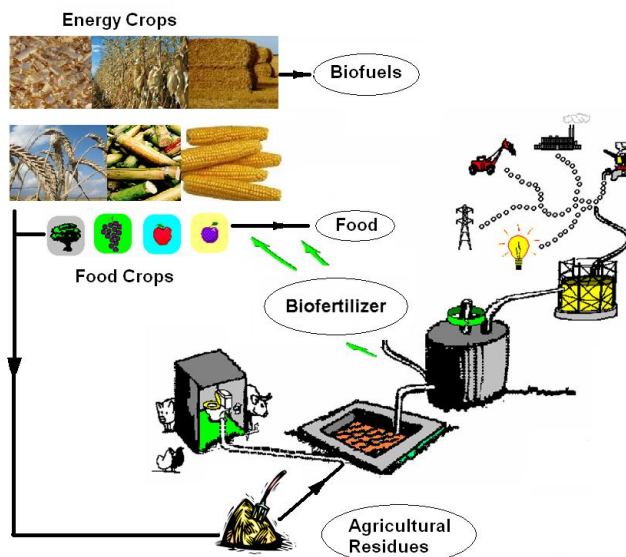 Energy Crops
Biofuels
Food
Food Crops
Biofertilizer
Agricultural
Residues